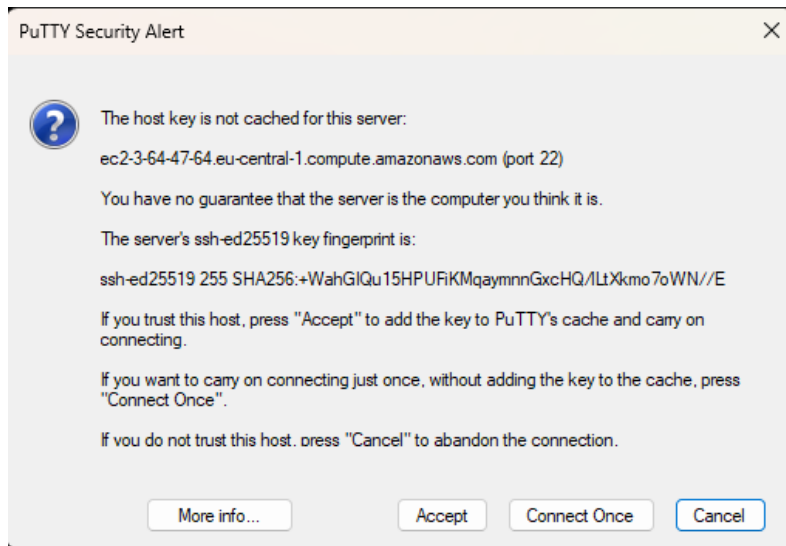 PuTTY Security Alert
The host key is not cached for this server:
ec2-3-64-47-64.eu-central-1.compute.amazonaws.com (port 22)
You have no guarantee that the server is the computer you think it is.
The server's ssh-ed25519 key fingerprint is:
ssh-ed25519 255 SHA256:+WahGlQu15HPUFiKMqaymnnGxcHQ/lLtXkmo7oWN//E
If you trust this host, press "Accept" to add the key to PuTTY's cache and carry on
connecting.
If you want to carry on connecting just once, without adding the key to the cache, press
"Connect Once".
If you do not trust this host, press "Cancel" to abandon the connection.
More info...
Accept
Connect Once
Cancel